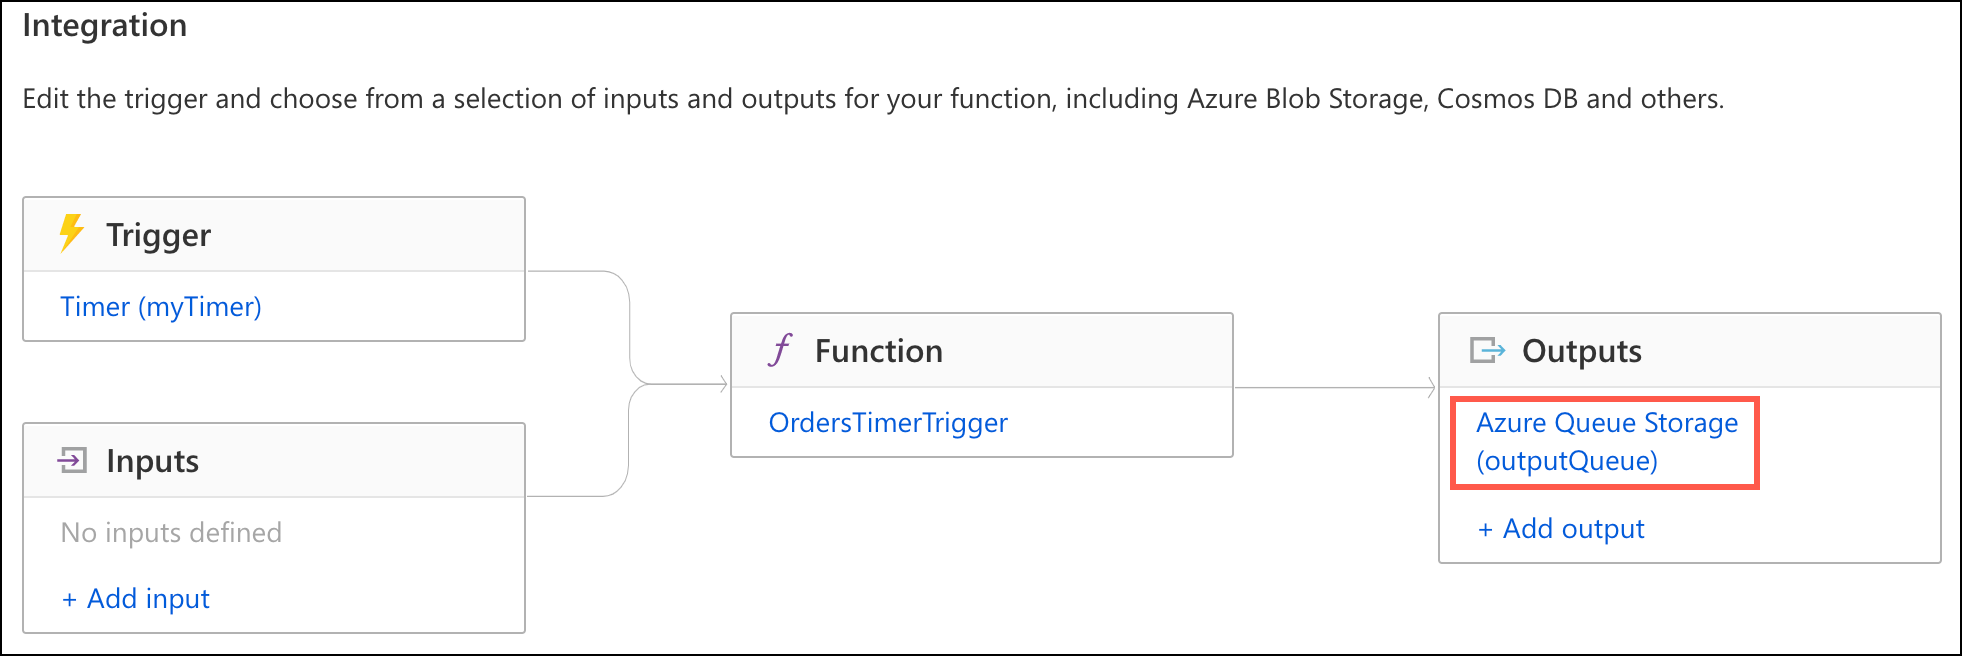 Integration
Edit the trigger and choose from a selection of inputs and outputs for your function, including Azure Blob Storage, Cosmos DB and others.
Trigger
Timer (myTimer)
Inputs
No inputs defined
+ Add input
Function
OrdersTimerTrigger
Outputs
Azure Queue Storage
(outputQueue)
+ Add output